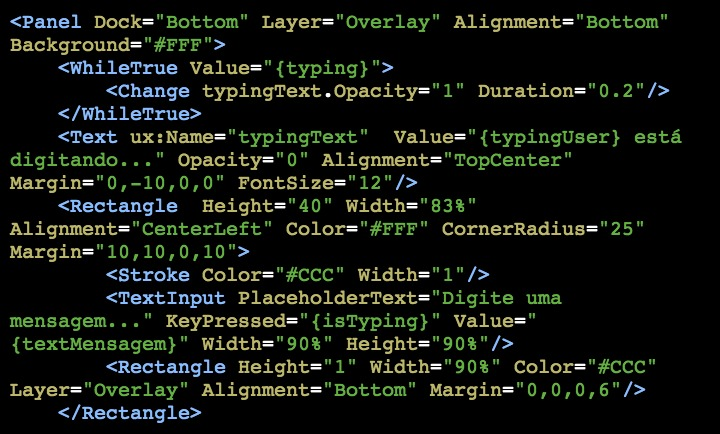 <Panel Dock="Bottom" Layer="Overlay" Alignment="Bottom"
Background="#FFF">
    <WhileTrue Value="{typing}">
        <Change typingText.Opacity="1" Duration="0.2"/>
    </WhileTrue>
    <Text ux:Name="typingText"  Value="{typingUser} está
digitando..." Opacity="0" Alignment="TopCenter"
Margin="0,-10,0,0" FontSize="12"/>
    <Rectangle  Height="40" Width="83%"
Alignment="CenterLeft" Color="#FFF" CornerRadius="25"
Margin="10,10,0,10">
        <Stroke Color="#CCC" Width="1"/>
        <TextInput PlaceholderText="Digite uma
mensagem..." KeyPressed="{isTyping}" Value="
{textMensagem}" Width="90%" Height="90%"/>
        <Rectangle Height="1" Width="90%" Color="#CCC"
Layer="Overlay" Alignment="Bottom" Margin="0,0,0,6"/>
    </Rectangle>